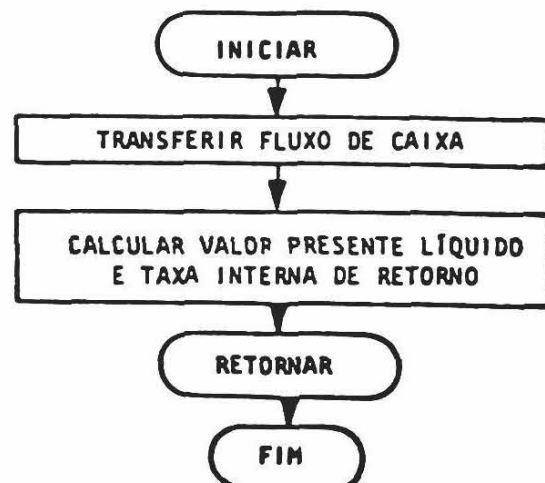 INICIAR
TRANSFERIR FLUXO DE CAIXA
CALCULAR VALOR PRESENTE LÍQUIDO
E TAXA INTERNA DE RETORNO
RETORNAR
FIM